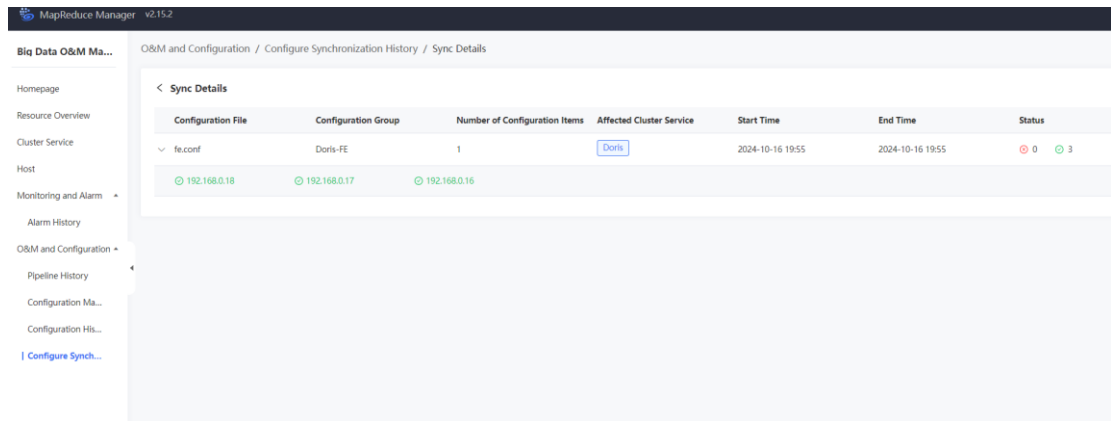 MapReduce Manager v2.15.2
Big Data O&M Ma...
Homepage
Resource Overview
Cluster Service
Host
Monitoring and Alarm
Alarm History
O&M and Configuration
Pipeline History
Configuration Ma...
Configuration His...
Configure Synch...
O&M and Configuration / Configure Synchronization History / Sync Details
Sync Details
Configuration File Configuration Group Number of Configuration Items Affected Cluster Service Start Time End Time Status
fe.conf Doris-FE 1 Doris 2024-10-16 19:55 2024-10-16 19:55 0 3
192.168.0.18 192.168.0.17 192.168.0.16